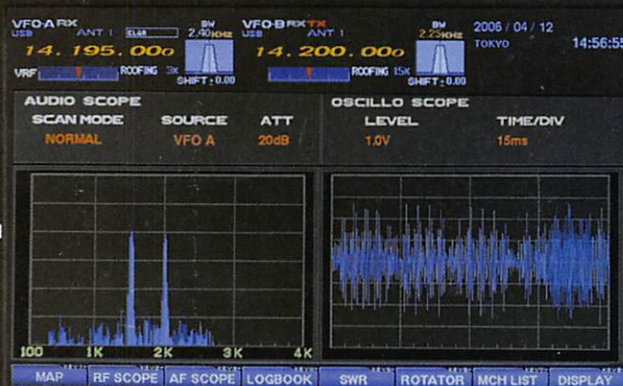 VFO-A RX
USB ANT 1
BW
2.40KHz
14.195.000
VRF ROOFING 3K SHIFT±0.00
VFO-B RX TX
USB ANT 1
BW
2.25KHz
14.200.000
ROOFING 15K SHIFT±0.00
2006/04/12
TOKYO 14:56:55
AUDIO SCOPE
SCAN MODE SOURCE ATT
NORMAL VFO A 20dB
OSCILLO SCOPE
LEVEL TIME/DIV
1.0V 15ms
100 1K 2K 3K 4K
MAP RF SCOPE AF SCOPE LOGBOOK SWR ROTATOR MCH LIST DISPLAY